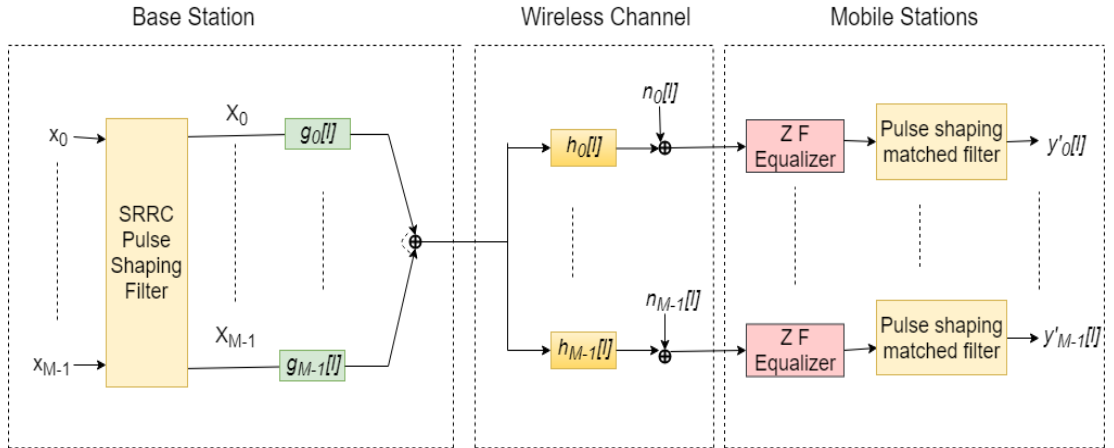 Base Station
Wireless Channel
Mobile Stations
x0
SRRC
Pulse
Shaping
Filter
X0
g0[l]
h0[l]
n0[l]
Z F
Equalizer
Pulse shaping
matched filter
y'0[l]
xM-1
XM-1
gM-1[l]
hM-1[l]
nM-1[l]
Z F
Equalizer
Pulse shaping
matched filter
y'M-1[l]